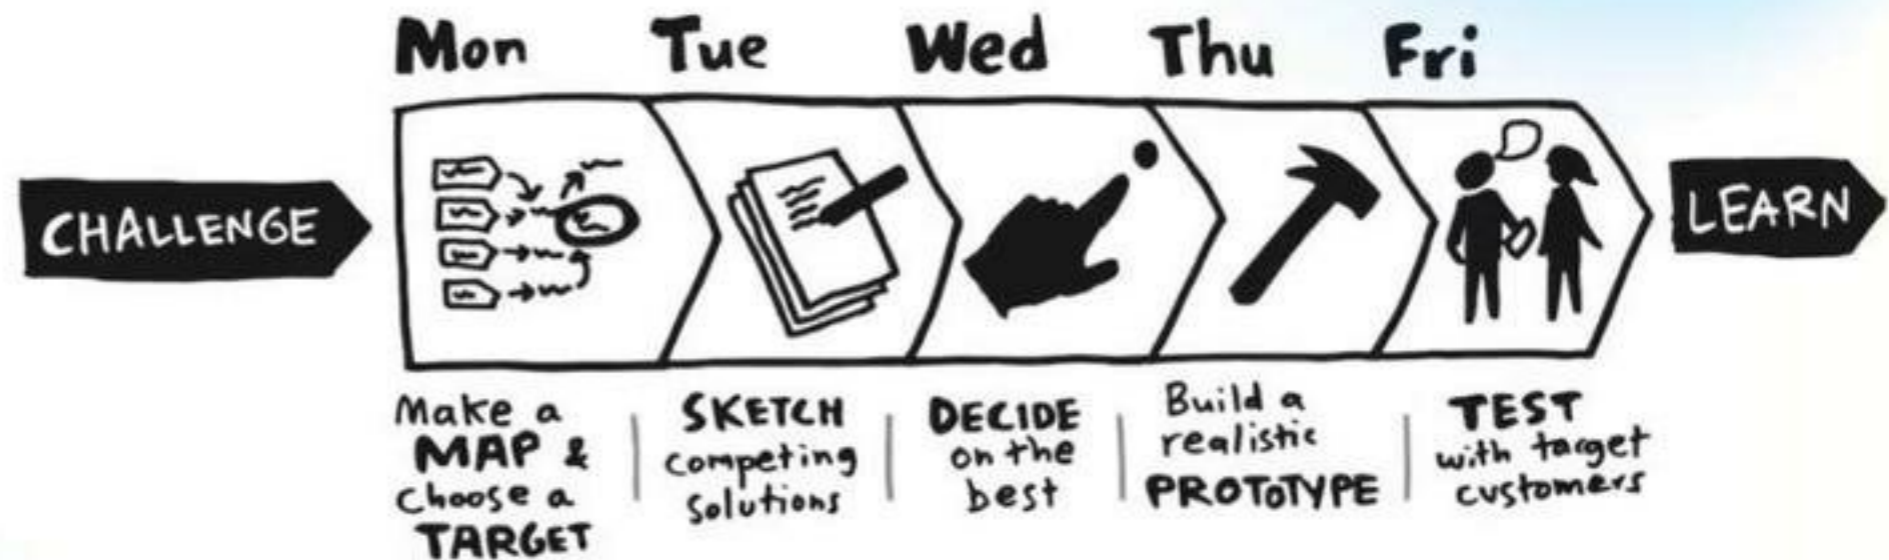 Mon Tue Wed Thu Fri
CHALLENGE
LEARN
Make a
MAP &
choose a
TARGET
SKETCH
competing
solutions
DECIDE
on the
best
Build a
realistic
PROTOTYPE
TEST
with target
customers